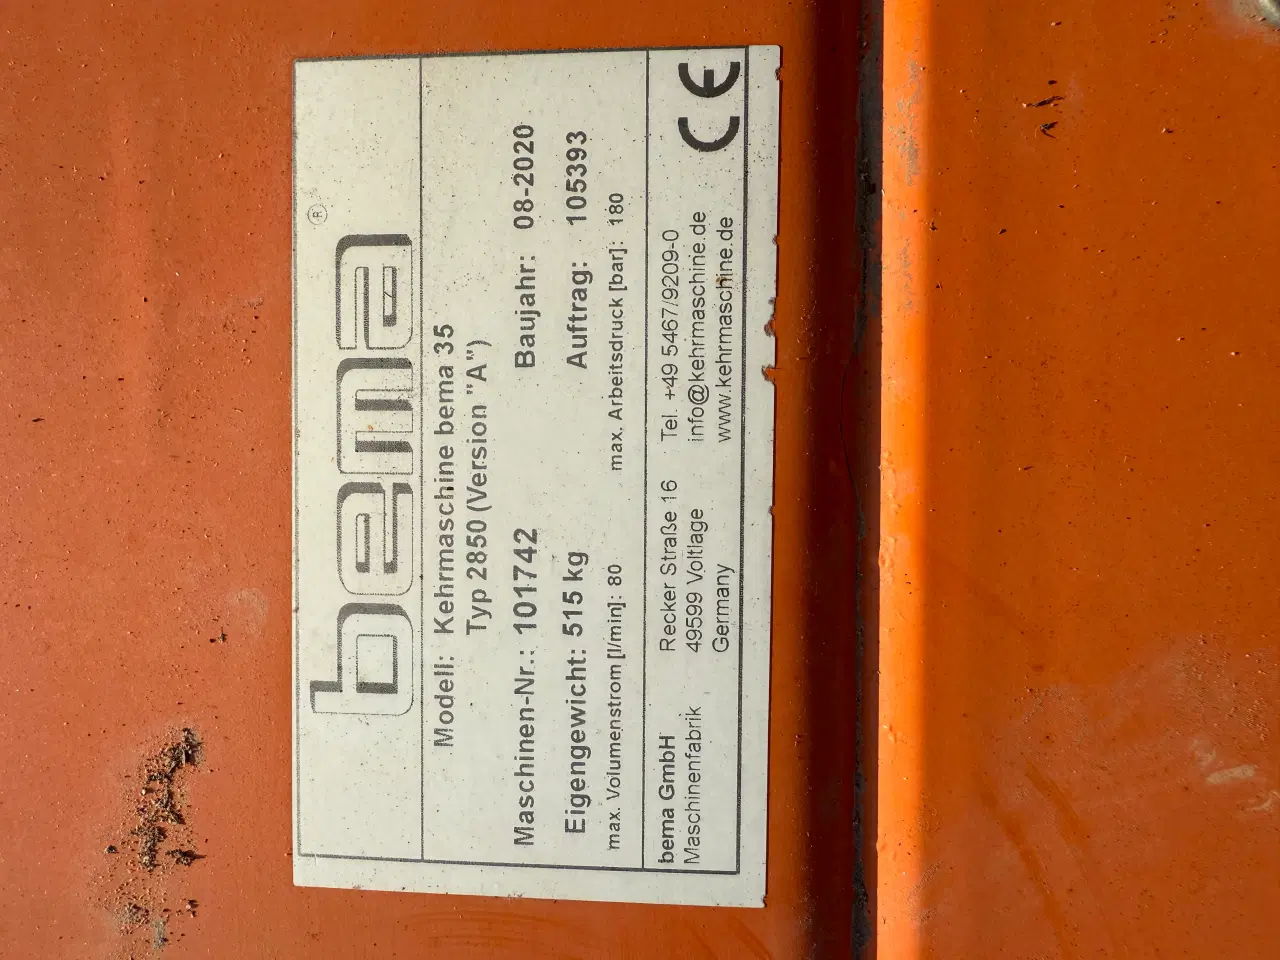 bema ®
Modell: Kehrmaschine bema 35
Typ 2850 (Version "A")
Maschinen-Nr.: 101742 Baujahr: 08-2020
Eigengewicht: 515 kg Auftrag: 105393
max. Volumenstrom [l/min]: 80 max. Arbeitsdruck [bar]: 180
bema GmbH Recker Straße 16 Tel. +49 5467/9209-0
Maschinenfabrik 49599 Voltlage info@kehrmaschine.de
Germany www.kehrmaschine.de
CE